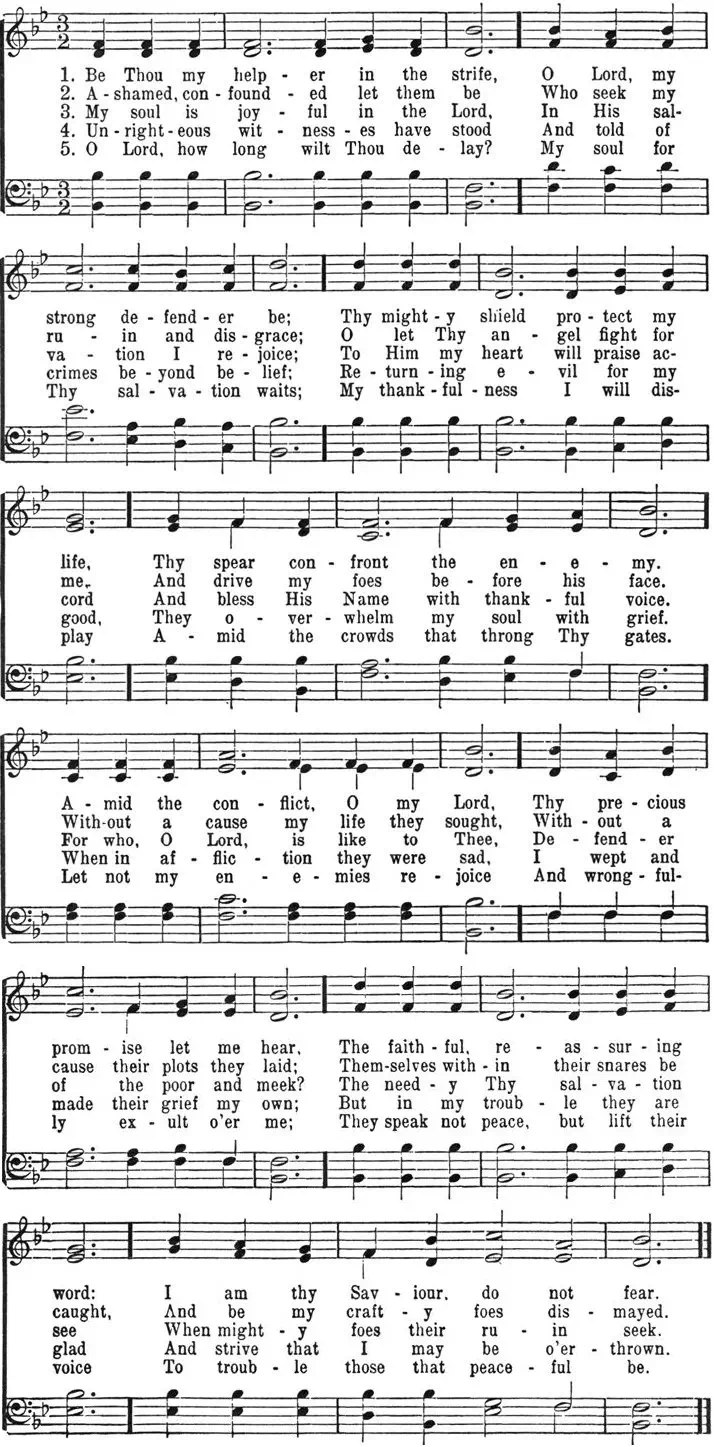 1. Be Thou my help - er in the strife, O Lord, my
2. A - shamed, con - found - ed let them be Who seek my
3. My soul is joy - ful in the Lord, In His sal-
4. Un - right - eous wit - ness - es have stood And told of
5. O Lord, how long wilt Thou de - lay? My soul for
strong de - fend - er be; Thy might - y shield pro - tect my
ru - in and dis - grace; O let Thy an - gel fight for
va - tion I re - joice; To Him my heart will praise ac-
crimes be - yond be - lief; Re - turn - ing e - vil for my
Thy sal - va - tion waits; My thank - ful - ness I will dis-
life, Thy spear con - front the en - e - my.
me, And drive my foes be - fore his face.
cord And bless His Name with thank - ful voice.
good, They o - ver - whelm my soul with grief.
play A - mid the crowds that throng Thy gates.
A - mid the con - flict, O my Lord, Thy pre - cious
With-out a cause my life they sought, With - out a
For who, O Lord, is like to Thee, De - fend - er
When in af - flic - tion they were sad, I wept and
Let not my en - e - mies re - joice And wrong - ful-
prom - ise let me hear, The faith - ful, re - as - sur - ing
cause their plots they laid; Them-selves with - in their snares be
of the poor and meek? The need - y Thy sal - va - tion
made their grief my own; But in my troub - le they are
ly ex - ult o'er me; They speak not peace, but lift their
word: I am thy Sav - iour, do not fear.
caught, And be my craft - y foes dis - mayed.
see When might - y foes their ru - in seek.
glad And strive that I may be o'er - thrown.
voice To troub - le those that peace - ful be.